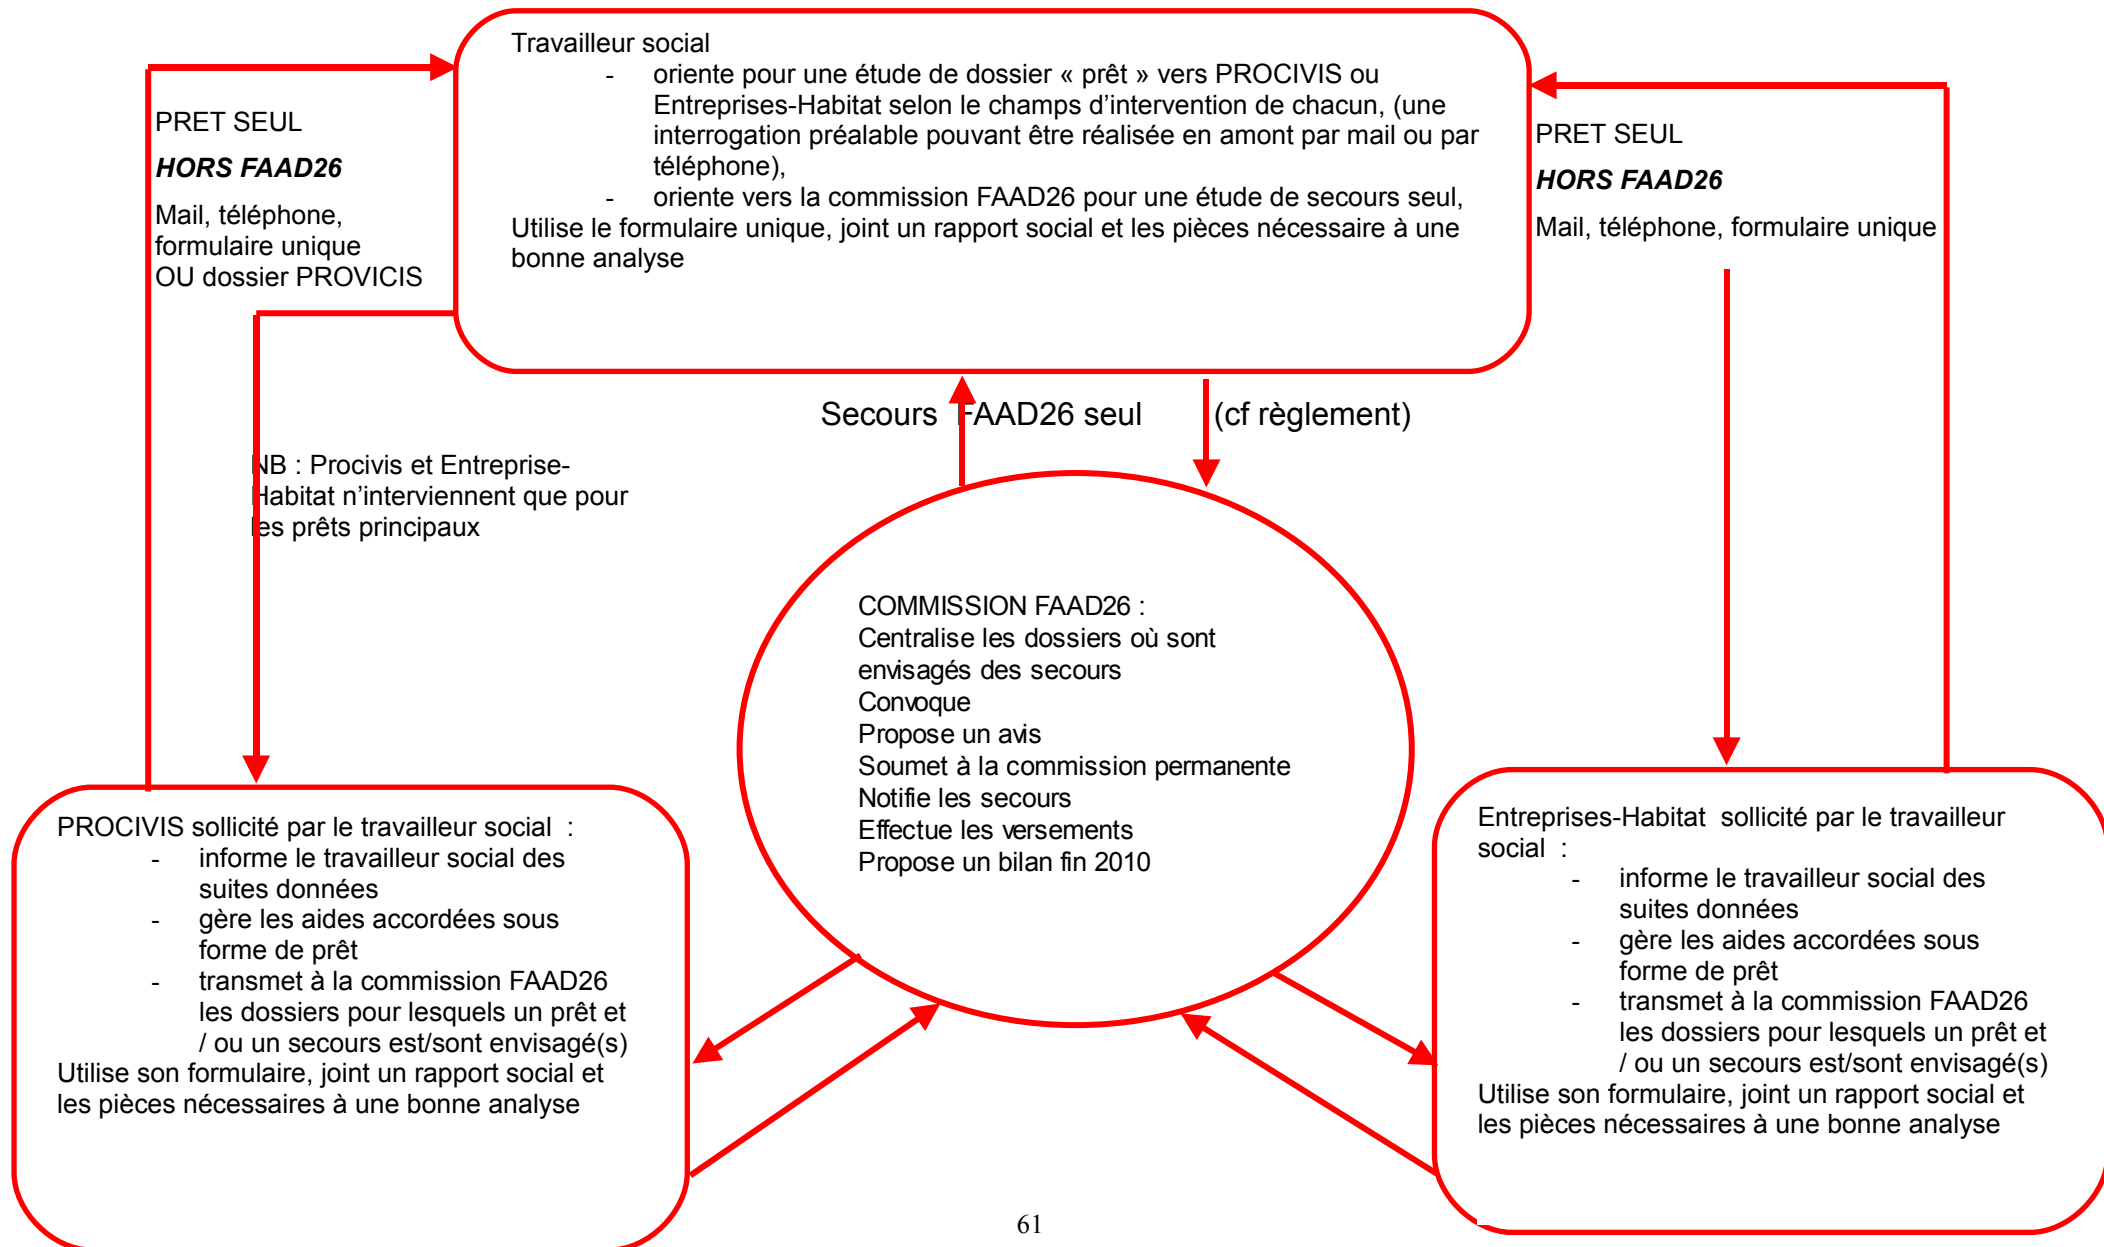 Travailleur social
- oriente pour une étude de dossier « prêt » vers PROCIVIS ou
Entreprises-Habitat selon le champs d’intervention de chacun, (une
interrogation préalable pouvant être réalisée en amont par mail ou par
téléphone),
- oriente vers la commission FAAD26 pour une étude de secours seul,
Utilise le formulaire unique, joint un rapport social et les pièces nécessaire à une
bonne analyse
PRET SEUL
HORS FAAD26
Mail, téléphone,
formulaire unique
OU dossier PROVICIS
PRET SEUL
HORS FAAD26
Mail, téléphone, formulaire unique
Secours FAAD26 seul (cf règlement)
NB : Procivis et Entreprise-
Habitat n’interviennent que pour
les prêts principaux
COMMISSION FAAD26 :
Centralise les dossiers où sont
envisagés des secours
Convoque
Propose un avis
Soumet à la commission permanente
Notifie les secours
Effectue les versements
Propose un bilan fin 2010
PROCIVIS sollicité par le travailleur social :
- informe le travailleur social des
suites données
- gère les aides accordées sous
forme de prêt
- transmet à la commission FAAD26
les dossiers pour lesquels un prêt et
/ ou un secours est/sont envisagé(s)
Utilise son formulaire, joint un rapport social et
les pièces nécessaires à une bonne analyse
Entreprises-Habitat sollicité par le travailleur
social :
- informe le travailleur social des
suites données
- gère les aides accordées sous
forme de prêt
- transmet à la commission FAAD26
les dossiers pour lesquels un prêt et
/ ou un secours est/sont envisagé(s)
Utilise son formulaire, joint un rapport social et
les pièces nécessaires à une bonne analyse
61